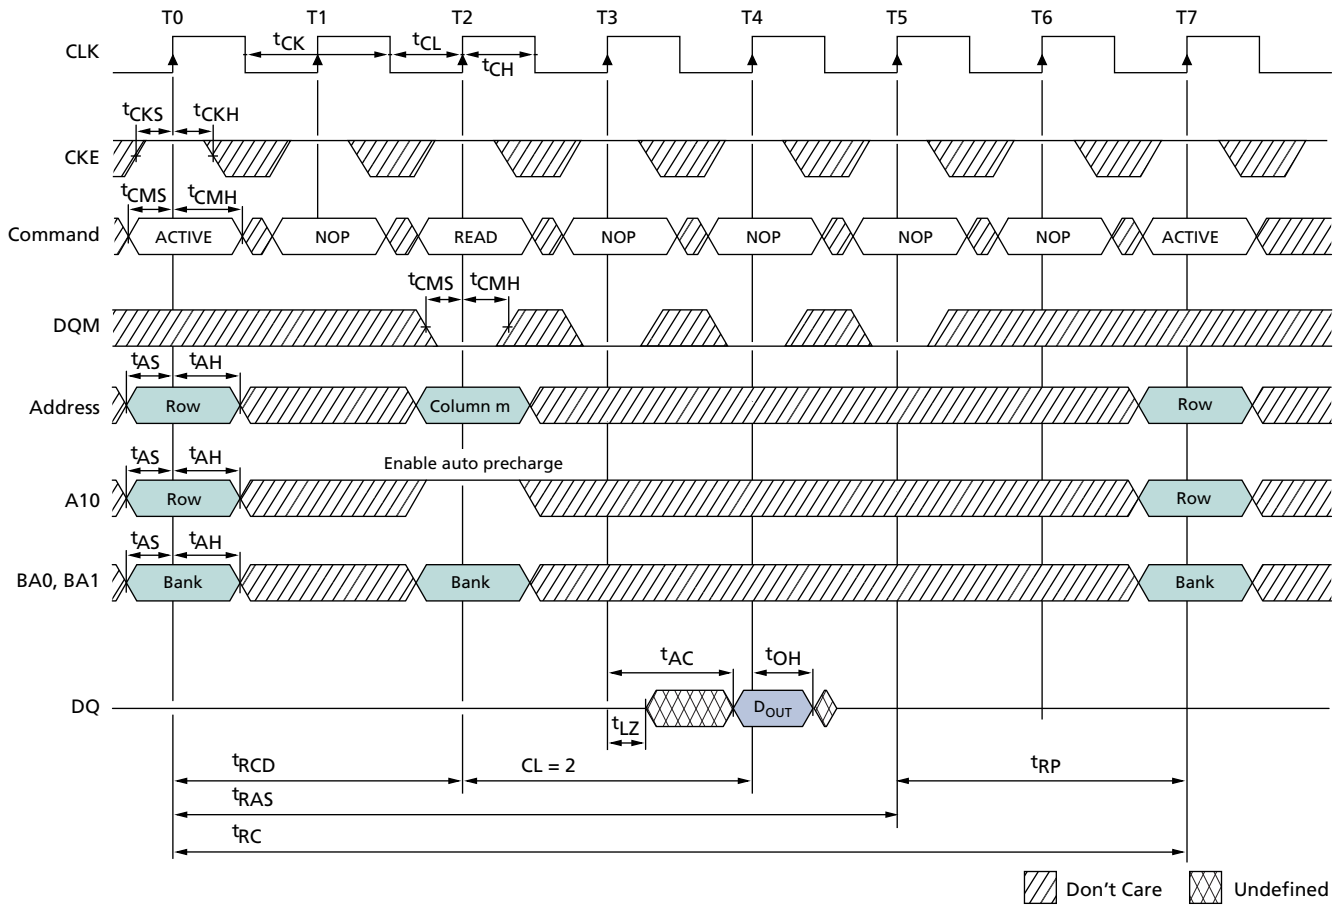 T0 T1 T2 T3 T4 T5 T6 T7
CLK
tCK tCL
tCH
tCKS tCKH
CKE
tCMS tCMH
Command ACTIVE NOP READ NOP NOP NOP NOP ACTIVE
tCMS tCMH
DQM
tAS tAH
Address Row Column m Row
tAS tAH Enable auto precharge
A10 Row Row
tAS tAH
BA0, BA1 Bank Bank Bank
tAC tOH
DQ DOUT
tLZ
tRCD CL = 2 tRP
tRAS
tRC
Don't Care Undefined